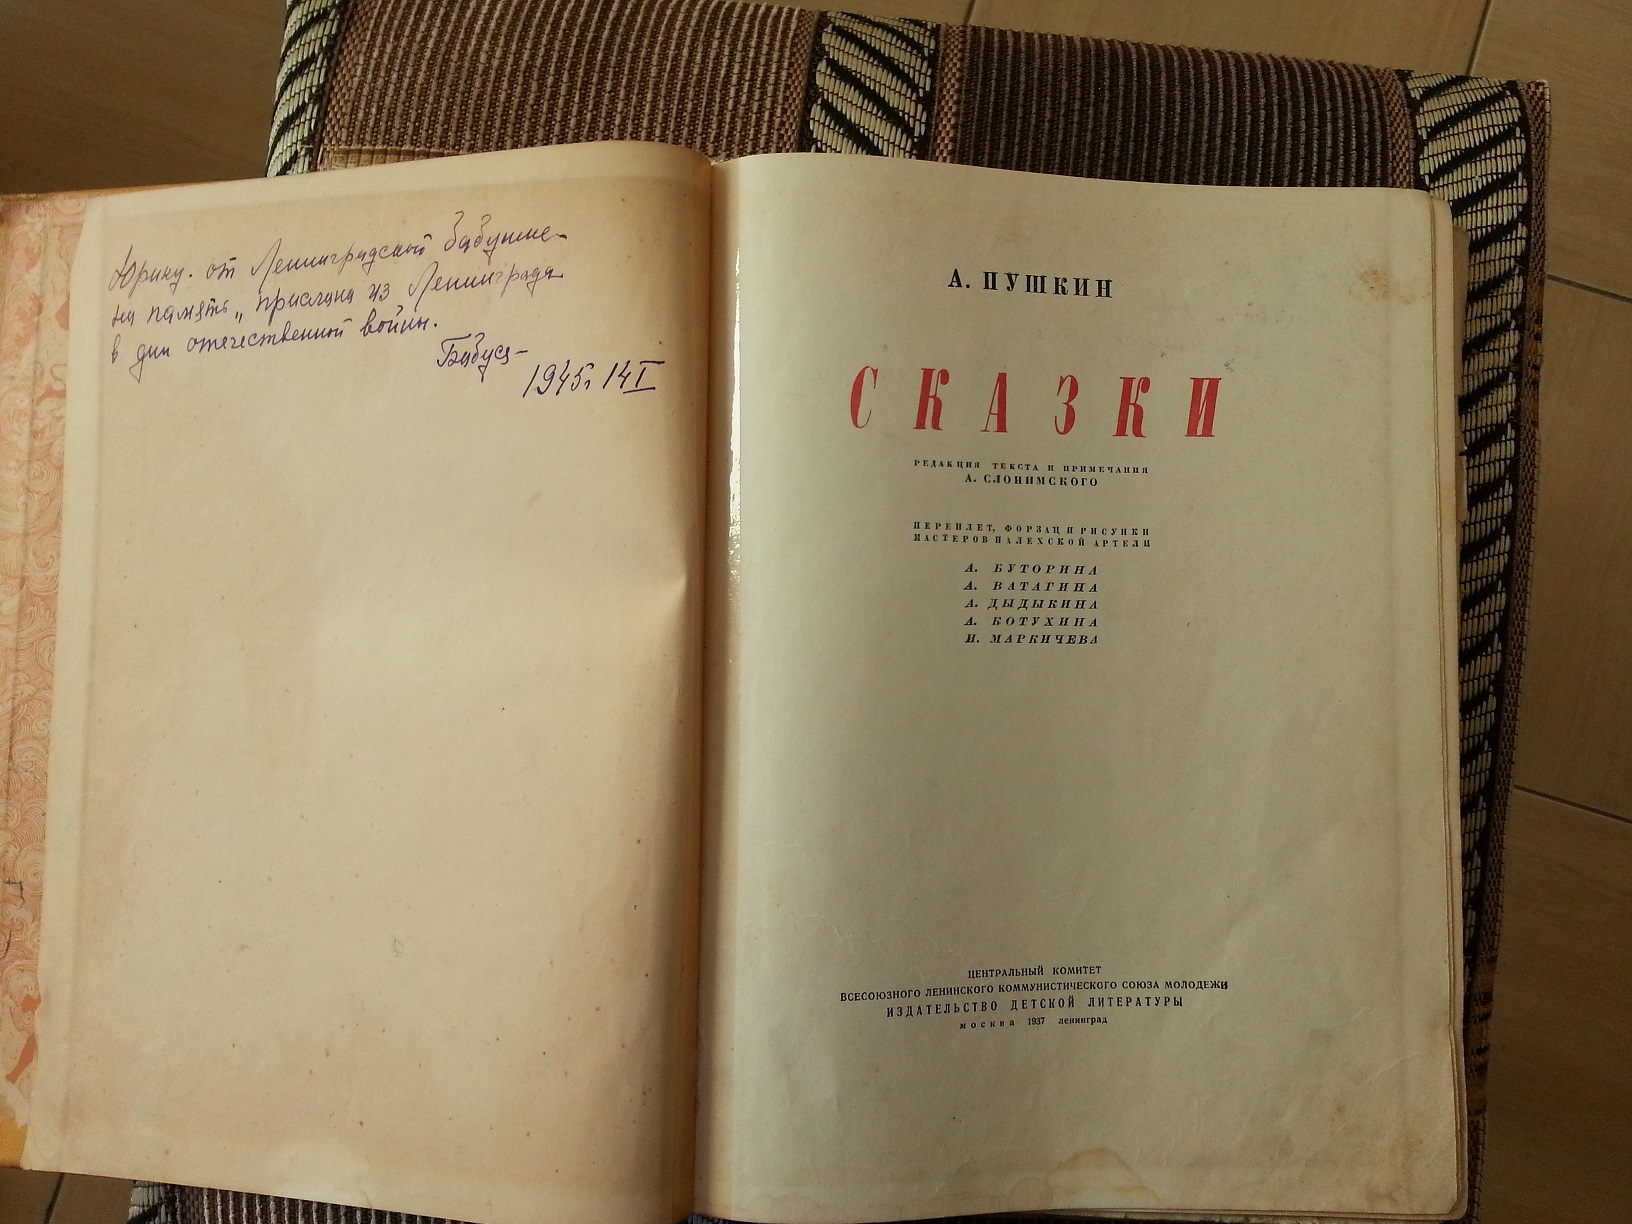 Юрику. от Ленинградской бабушке
на память „ прислана из Ленинграда
в дни отечественной войны.
Бабуся
1945г 14 I
А. ПУШКИН
СКАЗКИ
РЕДАКЦИЯ ТЕКСТА И ПРИМЕЧАНИЯ
А. СЛОНИМСКОГО
ПЕРЕПЛЕТ, ФОРЗАЦ И РИСУНКИ
МАСТЕРОВ ПАЛЕХСКОЙ АРТЕЛИ
А. БУТОРИНА
А. ВАТАГИНА
А. ДЫДЫКИНА
А. КОТУХИНА
И. МАРКИЧЕВА
ЦЕНТРАЛЬНЫЙ КОМИТЕТ
ВСЕСОЮЗНОГО ЛЕНИНСКОГО КОММУНИСТИЧЕСКОГО СОЮЗА МОЛОДЕЖИ
ИЗДАТЕЛЬСТВО ДЕТСКОЙ ЛИТЕРАТУРЫ
москва 1937 ленинград